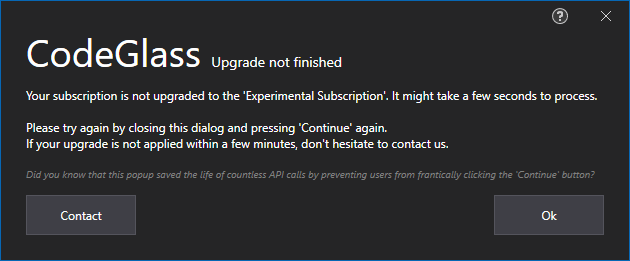 CodeGlass Upgrade not finished
Your subscription is not upgraded to the 'Experimental Subscription'. It might take a few seconds to process.
Please try again by closing this dialog and pressing 'Continue' again.
If your upgrade is not applied within a few minutes, don't hesitate to contact us.
Did you know that this popup saved the life of countless API calls by preventing users from frantically clicking the 'Continue' button?
Contact Ok